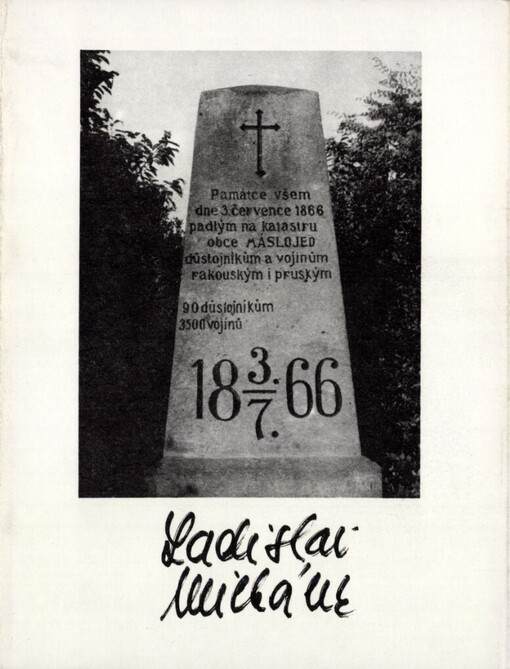 Památce všem
dne 3. července 1866
padlým na katastru
obce MÁSLOJED
důstojníkům a vojínům
rakouským i pruským
90 důstojníkům
3500 vojínů
18 3./7. 66
Ladislav